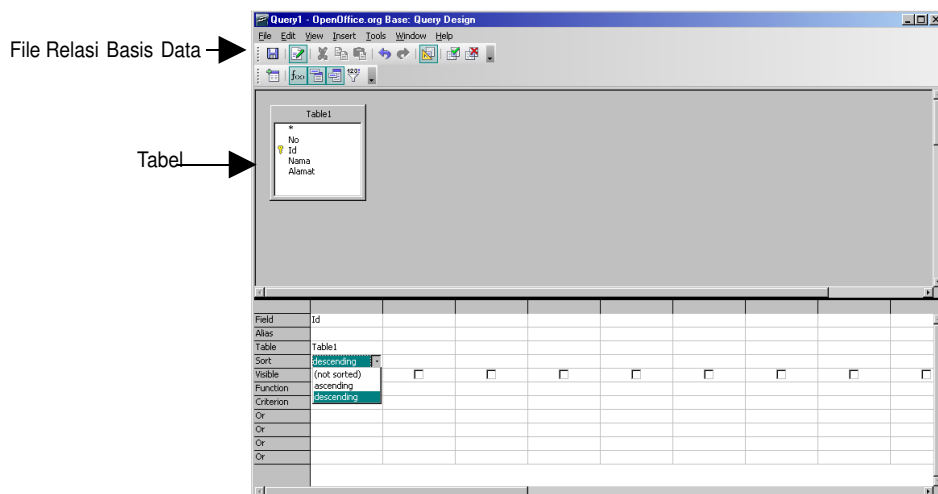 Query1 - OpenOffice.org Base: Query Design
File Edit View Insert Tools Window Help
File Relasi Basis Data
Table1
*
No
Id
Nama
Alamat
Tabel
Field Id
Alias
Table Table1
Sort descending
Visible (not sorted)
Function ascending
Criterion descending
Or
Or
Or
Or